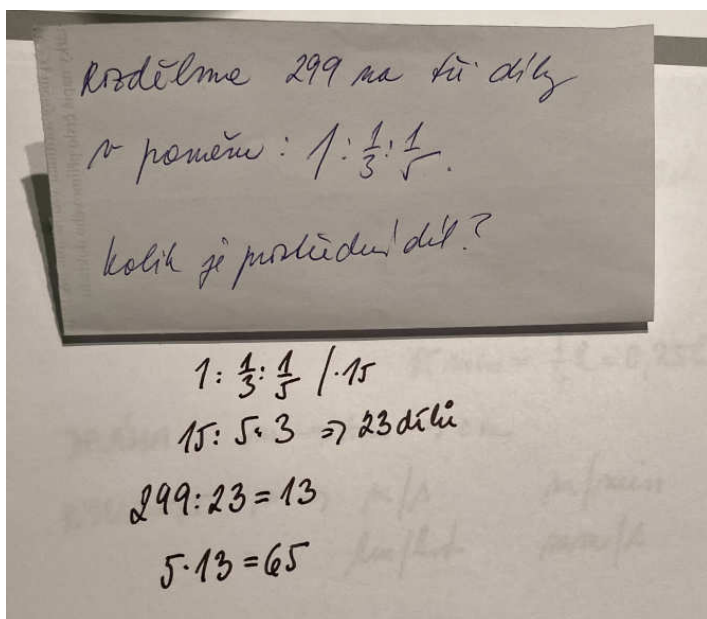 Rozdělme 299 na tři díly
v poměru: 1 : 1/3 : 1/5.
Kolik je prostřední díl?
1 : 1/3 : 1/5 / ·15
15 : 5 : 3 ⇒ 23 dílů
299 : 23 = 13
5 · 13 = 65